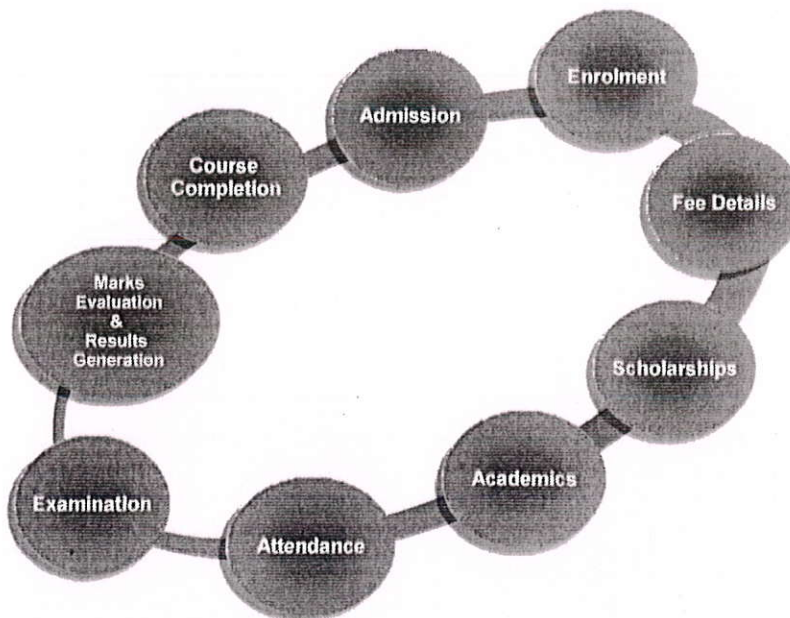 Admission
Enrolment
Fee Details
Scholarships
Academics
Attendance
Examination
Marks
Evaluation
&
Results
Generation
Course
Completion